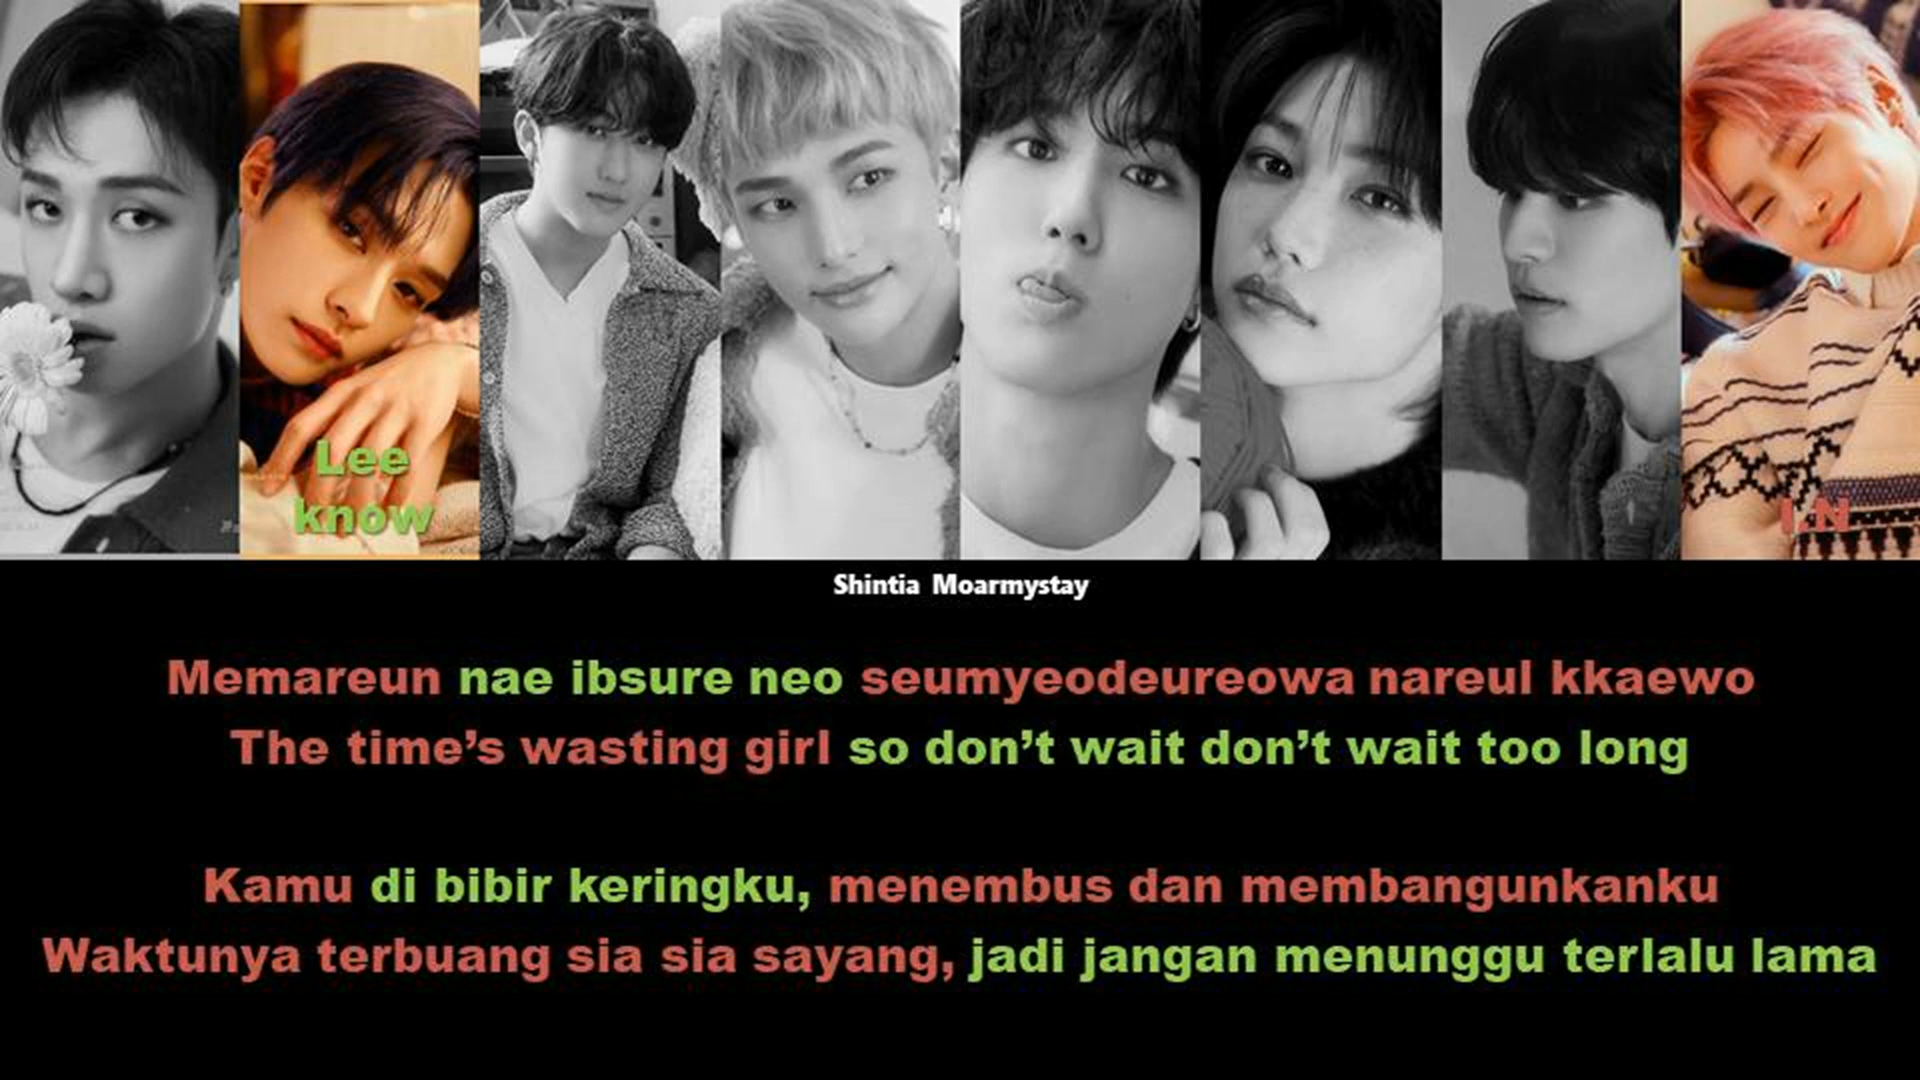 Lee
know
I.N
Shintia Moarmystay
Memareun nae ibsure neo seumyeodeureowa nareul kkaewo
The time's wasting girl so don't wait don't wait too long
Kamu di bibir keringku, menembus dan membangunkanku
Waktunya terbuang sia sia sayang, jadi jangan menunggu terlalu lama